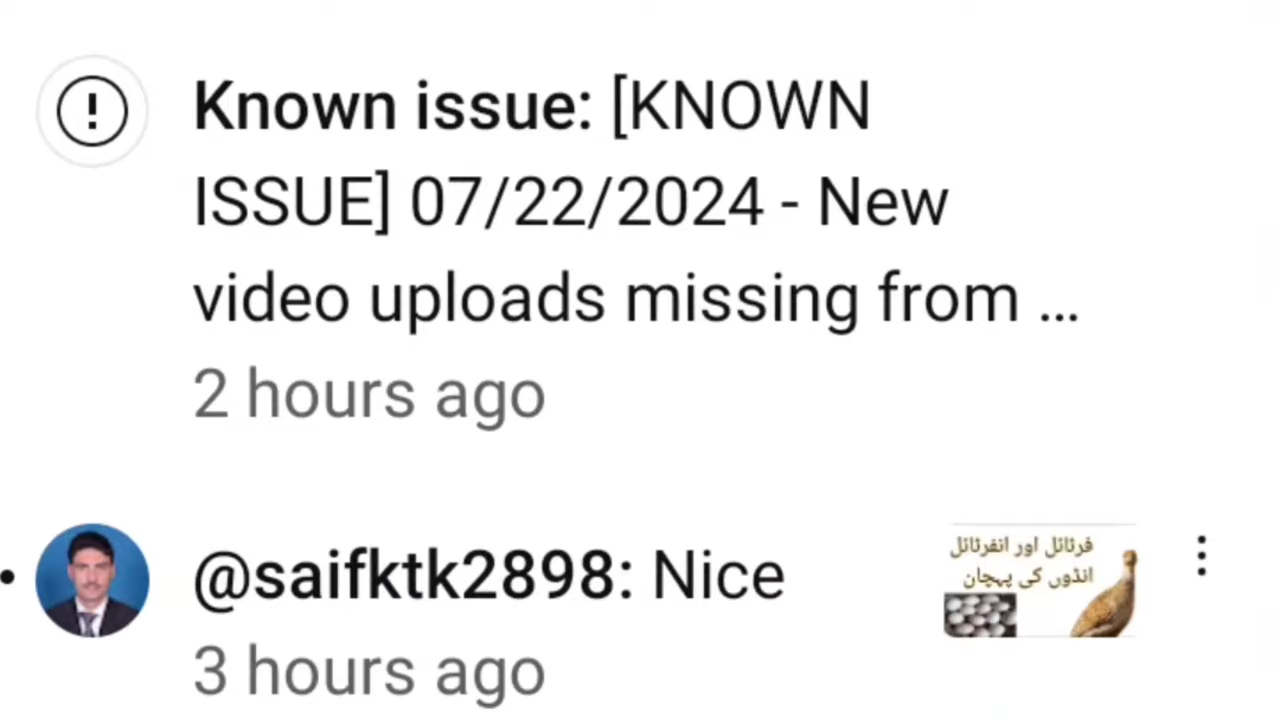 Known issue: [KNOWN
ISSUE] 07/22/2024 - New
video uploads missing from ...
2 hours ago
@saifktk2898: Nice
فرٹائل اور انفرٹائل
انڈوں کی پہچان
3 hours ago